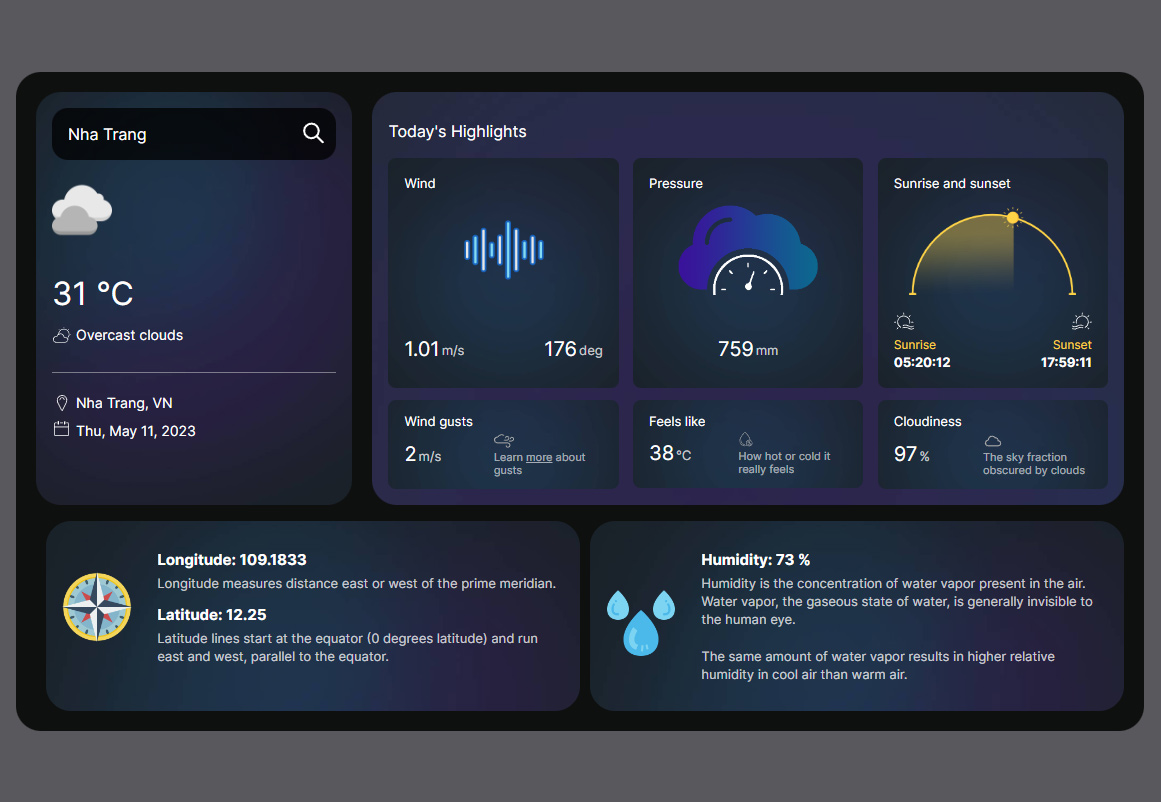 Nha Trang
31 °C
Overcast clouds
Nha Trang, VN
Thu, May 11, 2023
Today's Highlights
Wind
1.01 m/s
176 deg
Pressure
759 mm
Sunrise and sunset
Sunrise
05:20:12
Sunset
17:59:11
Wind gusts
2 m/s
Learn more about
gusts
Feels like
38 °C
How hot or cold it
really feels
Cloudiness
97 %
The sky fraction
obscured by clouds
Longitude: 109.1833
Longitude measures distance east or west of the prime meridian.
Latitude: 12.25
Latitude lines start at the equator (0 degrees latitude) and run
east and west, parallel to the equator.
Humidity: 73 %
Humidity is the concentration of water vapor present in the air.
Water vapor, the gaseous state of water, is generally invisible to
the human eye.
The same amount of water vapor results in higher relative
humidity in cool air than warm air.